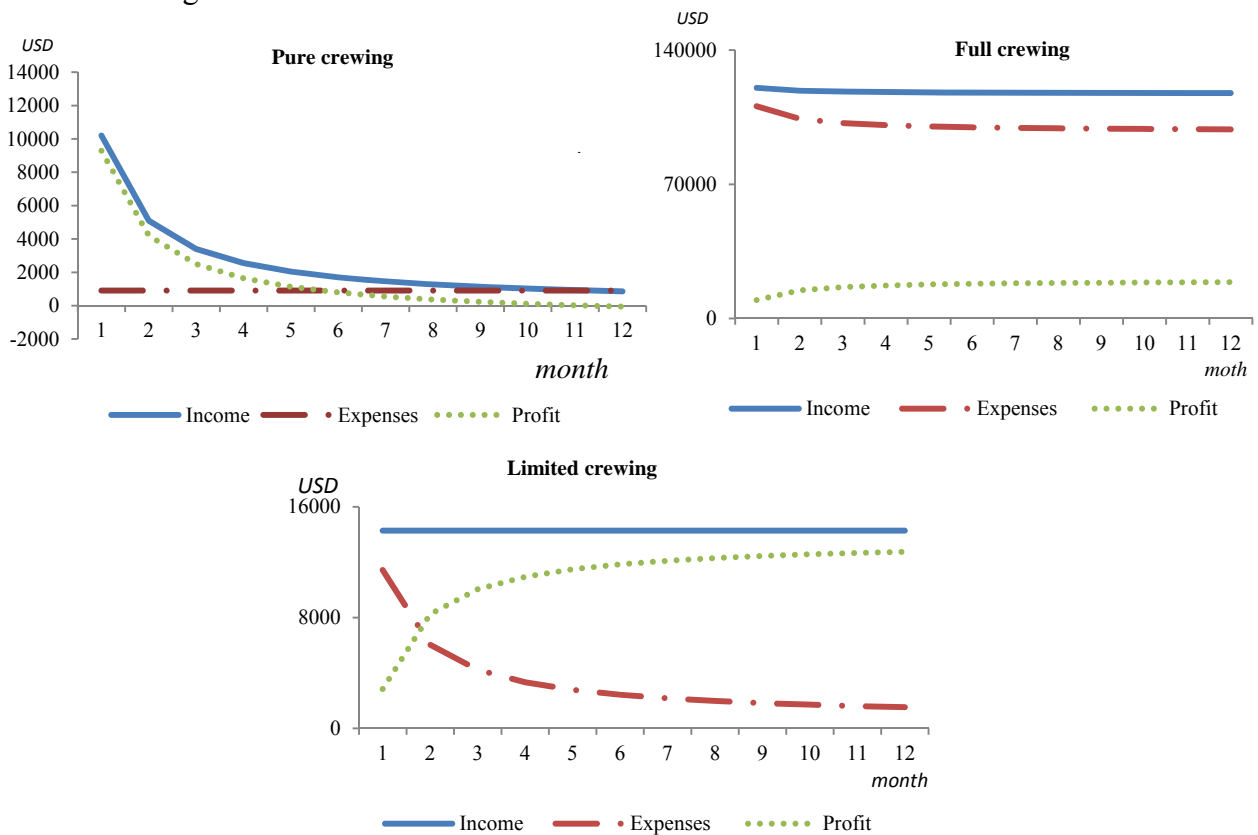 USD
Pure crewing
14000
12000
10000
8000
6000
4000
2000
0
-2000
1 2 3 4 5 6 7 8 9 10 11 12
month
Income Expenses Profit
USD
Full crewing
140000
70000
0
1 2 3 4 5 6 7 8 9 10 11 12
moth
Income Expenses Profit
Limited crewing
USD
16000
8000
0
1 2 3 4 5 6 7 8 9 10 11 12
month
Income Expenses Profit